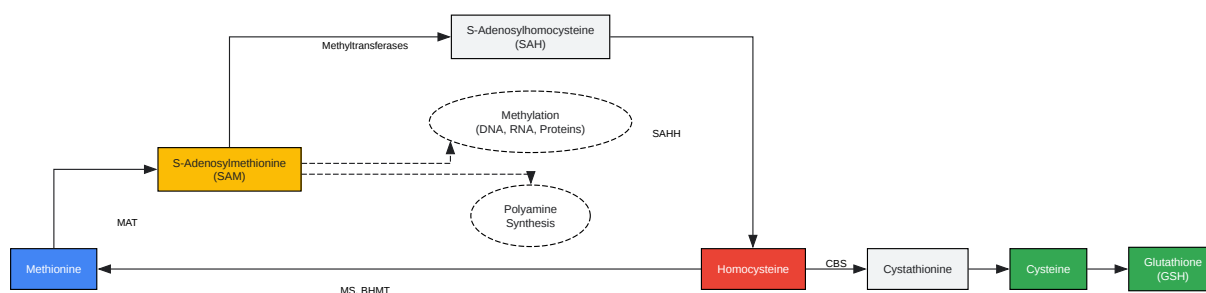 S-Adenosylhomocysteine
(SAH)
Methyltransferases
Methylation
(DNA, RNA, Proteins)
SAHH
S-Adenosylmethionine
(SAM)
Polyamine
Synthesis
MAT
Methionine
Homocysteine
CBS
Cystathionine
Cysteine
Glutathione
(GSH)
MS, BHMT